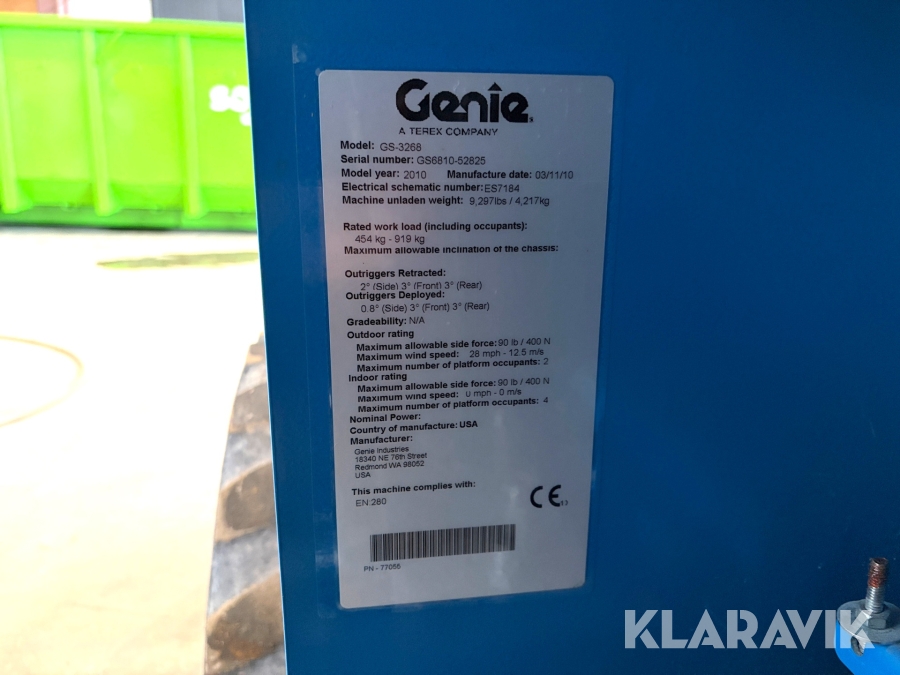 Genie
A TEREX COMPANY
Model: GS-3268
Serial number: GS6810-52825
Model year: 2010 Manufacture date: 03/11/10
Electrical schematic number: ES7184
Machine unladen weight: 9,297lbs / 4,217kg
Rated work load (including occupants):
454 kg - 919 kg
Maximum allowable inclination of the chassis:
Outriggers Retracted:
2° (Side) 3° (Front) 3° (Rear)
Outriggers Deployed:
0.8° (Side) 3° (Front) 3° (Rear)
Gradeability: N/A
Outdoor rating
Maximum allowable side force: 90 lb / 400 N
Maximum wind speed: 28 mph - 12.5 m/s
Maximum number of platform occupants: 2
Indoor rating
Maximum allowable side force: 90 lb / 400 N
Maximum wind speed: 0 mph - 0 m/s
Maximum number of platform occupants: 4
Nominal Power:
Country of manufacture: USA
Manufacturer:
Genie Industries
18340 NE 76th Street
Redmond WA 98052
USA
This machine complies with:
EN 280
CE
PN - 77055
KLARAVIK